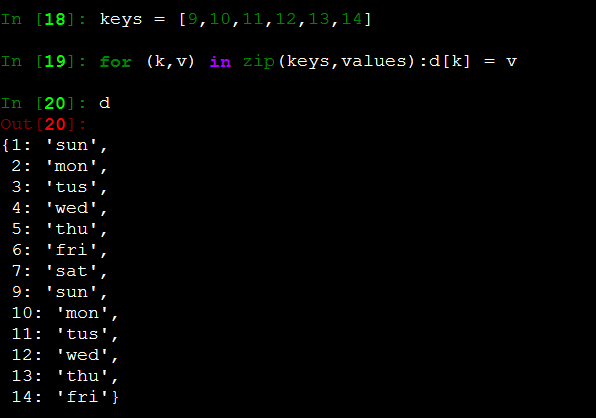 In [18]: keys = [9,10,11,12,13,14]
In [19]: for (k,v) in zip(keys,values):d[k] = v
In [20]: d
Out[20]:
{1: 'sun',
 2: 'mon',
 3: 'tus',
 4: 'wed',
 5: 'thu',
 6: 'fri',
 7: 'sat',
 9: 'sun',
 10: 'mon',
 11: 'tus',
 12: 'wed',
 13: 'thu',
 14: 'fri'}